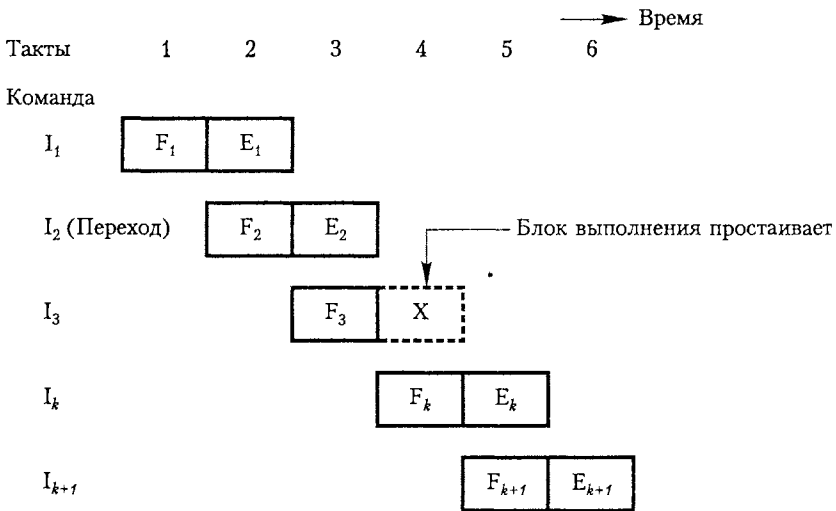 Время
Такты 1 2 3 4 5 6
Команда
I₁ F₁ E₁
I₂ (Переход) F₂ E₂ Блок выполнения простаивает
I₃ F₃ X
Iₖ Fₖ Eₖ
Iₖ₊₁ Fₖ₊₁ Eₖ₊₁